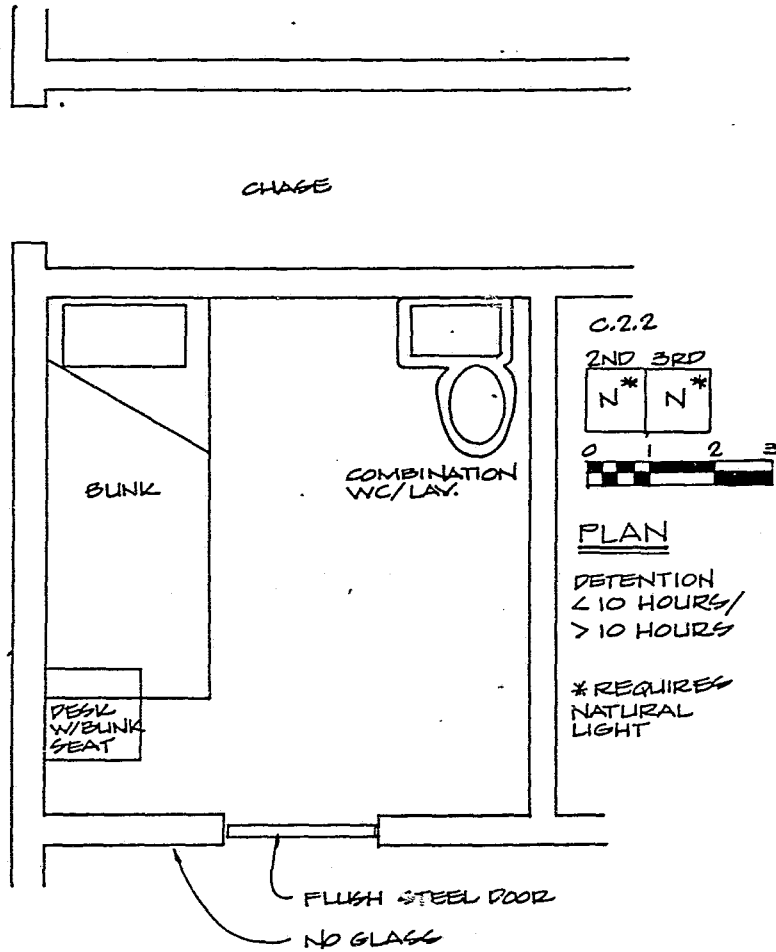 CHASE
C.2.2
2ND 3RD
N* N*
0 1 2 3
BUNK
COMBINATION
WC/LAV.
PLAN
DETENTION
< 10 HOURS/
> 10 HOURS
* REQUIRES
NATURAL
LIGHT
DESK
W/BUNK
SEAT
FLUSH STEEL DOOR
NO GLASS